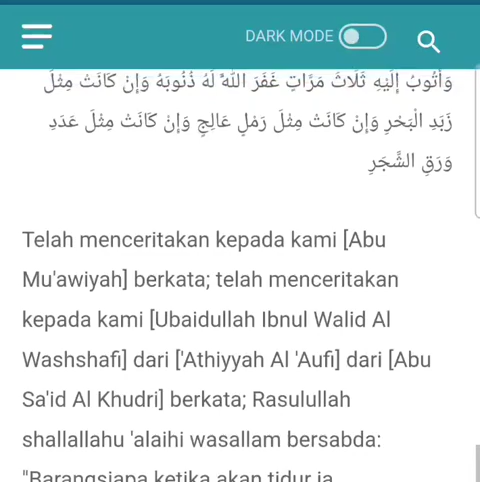 DARK MODE
وَأَتُوبُ إِلَيْهِ ثَلَاثَ مَرَّاتٍ غَفَرَ اللَّهُ لَهُ ذُنُوبَهُ وَإِنْ كَانَتْ مِثْلَ
زَبَدِ الْبَحْرِ وَإِنْ كَانَتْ مِثْلَ رَمْلِ عَالِجٍ وَإِنْ كَانَتْ مِثْلَ عَدَدِ
وَرَقِ الشَّجَرِ
Telah menceritakan kepada kami [Abu
Mu'awiyah] berkata; telah menceritakan
kepada kami [Ubaidullah Ibnul Walid Al
Washshafi] dari ['Athiyyah Al 'Aufi] dari [Abu
Sa'id Al Khudri] berkata; Rasulullah
shallallahu 'alaihi wasallam bersabda:
"Barangsiapa ketika akan tidur ia